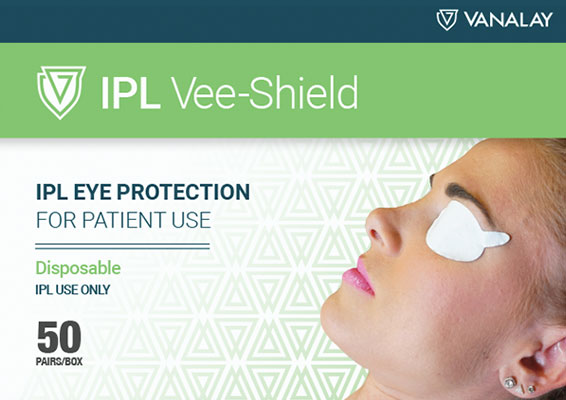 VANALAY
IPL Vee-Shield
IPL EYE PROTECTION
FOR PATIENT USE
Disposable
IPL USE ONLY
50
PAIRS/BOX